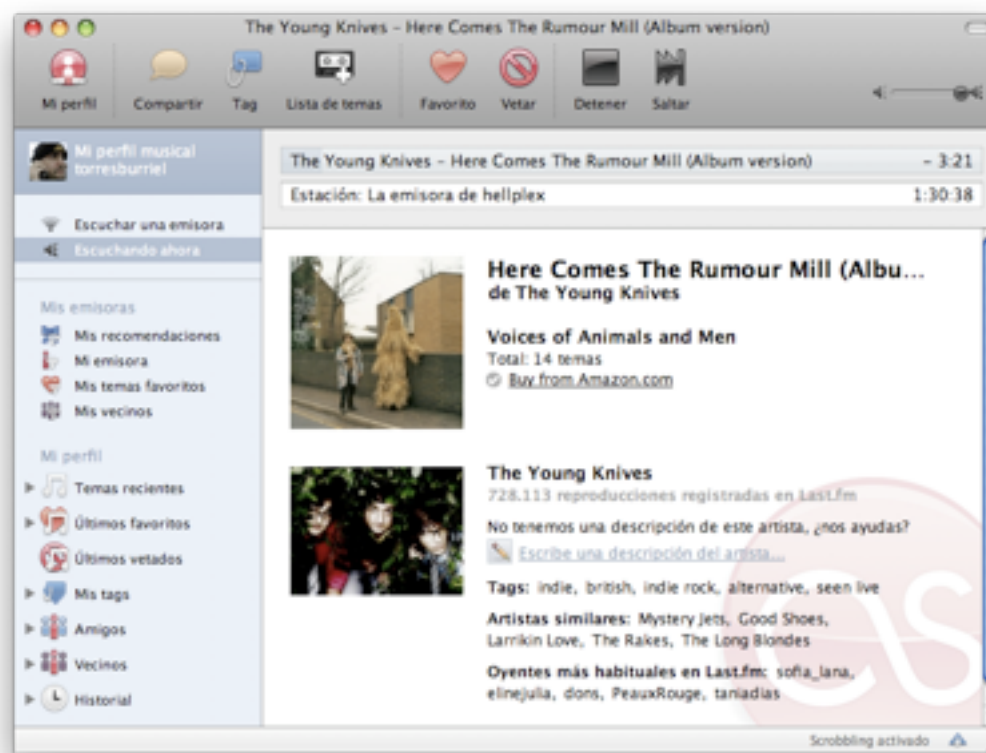 The Young Knives – Here Comes The Rumour Mill (Album version)
Mi perfil
Compartir
Tag
Lista de temas
Favorito
Vetar
Detener
Saltar
Mi perfil musical
torresburriel
Escuchar una emisora
Escuchando ahora
Mis emisoras
Mis recomendaciones
Mi emisora
Mis temas favoritos
Mis vecinos
Mi perfil
Temas recientes
Últimos favoritos
Últimos vetados
Mis tags
Amigos
Vecinos
Historial
The Young Knives – Here Comes The Rumour Mill (Album version) – 3:21
Estación: La emisora de hellplex 1:30:38
Here Comes The Rumour Mill (Albu...
de The Young Knives
Voices of Animals and Men
Total: 14 temas
Buy from Amazon.com
The Young Knives
728.113 reproducciones registradas en Last.fm
No tenemos una descripción de este artista, ¿nos ayudas?
Escribe una descripción del artista...
Tags: indie, british, indie rock, alternative, seen live
Artistas similares: Mystery Jets, Good Shoes,
Larrikin Love, The Rakes, The Long Blondes
Oyentes más habituales en Last.fm: sofia_lana,
elinejula, dons, PeauxRouge, taniadias
Scrobbling activado